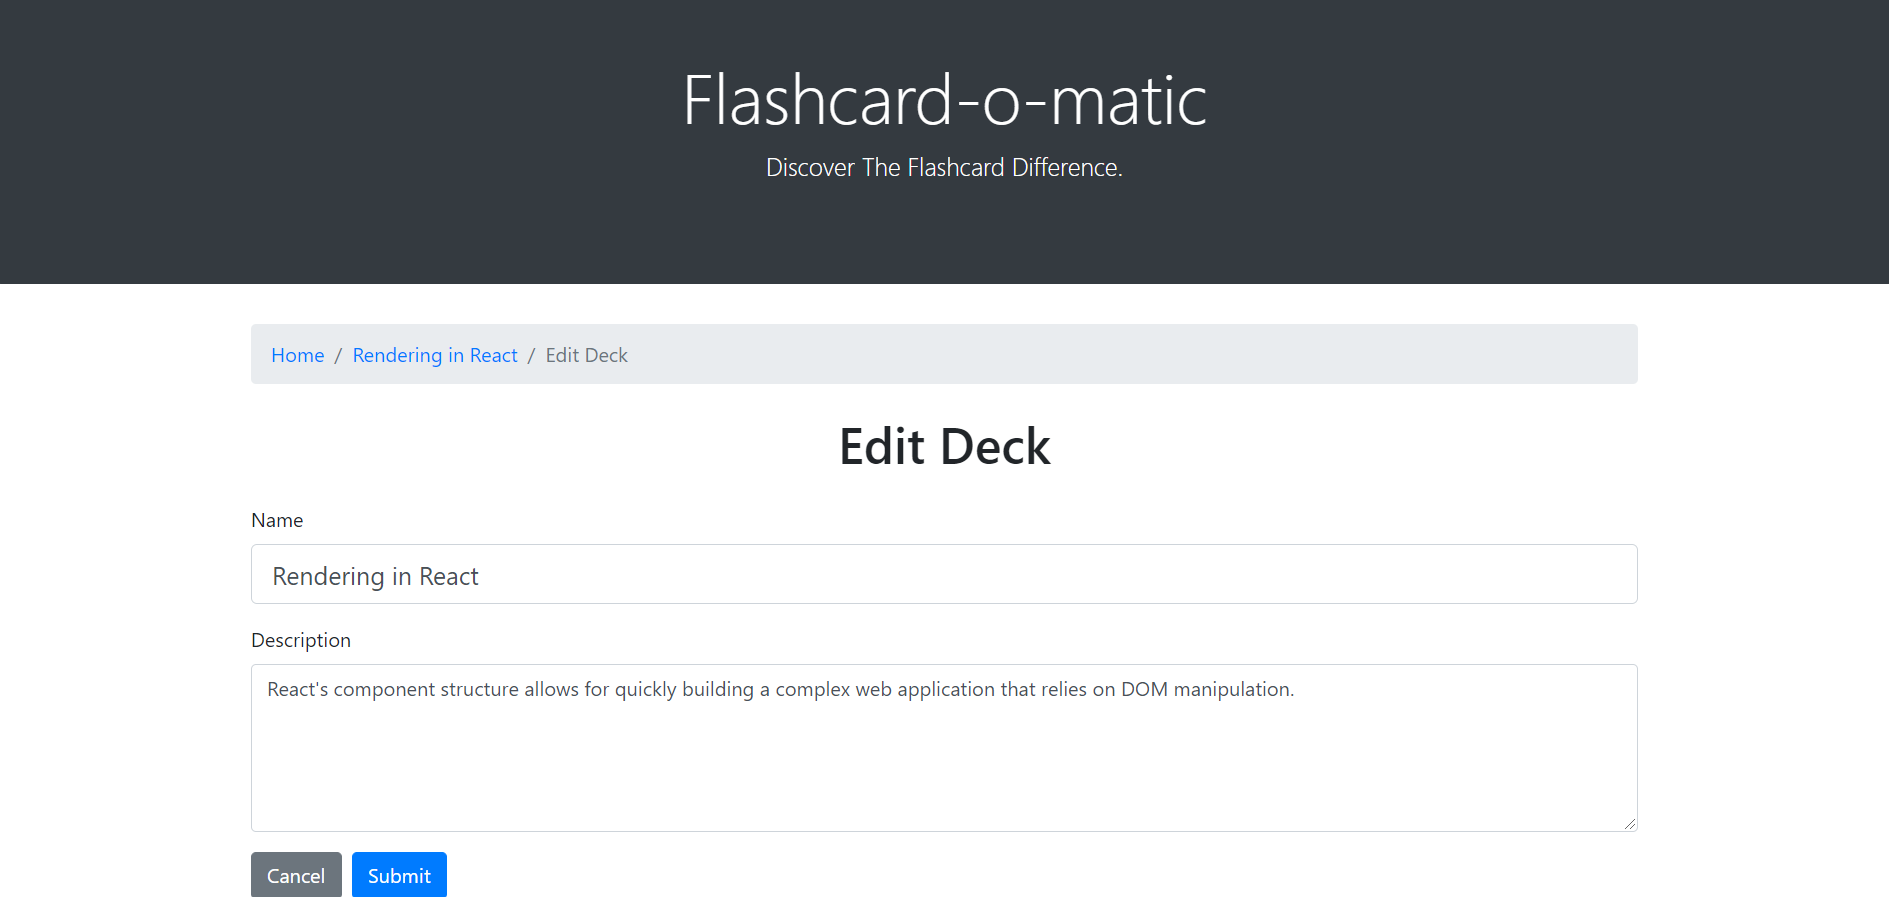 Flashcard-o-matic
Discover The Flashcard Difference.
Home / Rendering in React / Edit Deck
Edit Deck
Name
Rendering in React
Description
React's component structure allows for quickly building a complex web application that relies on DOM manipulation.
Cancel Submit